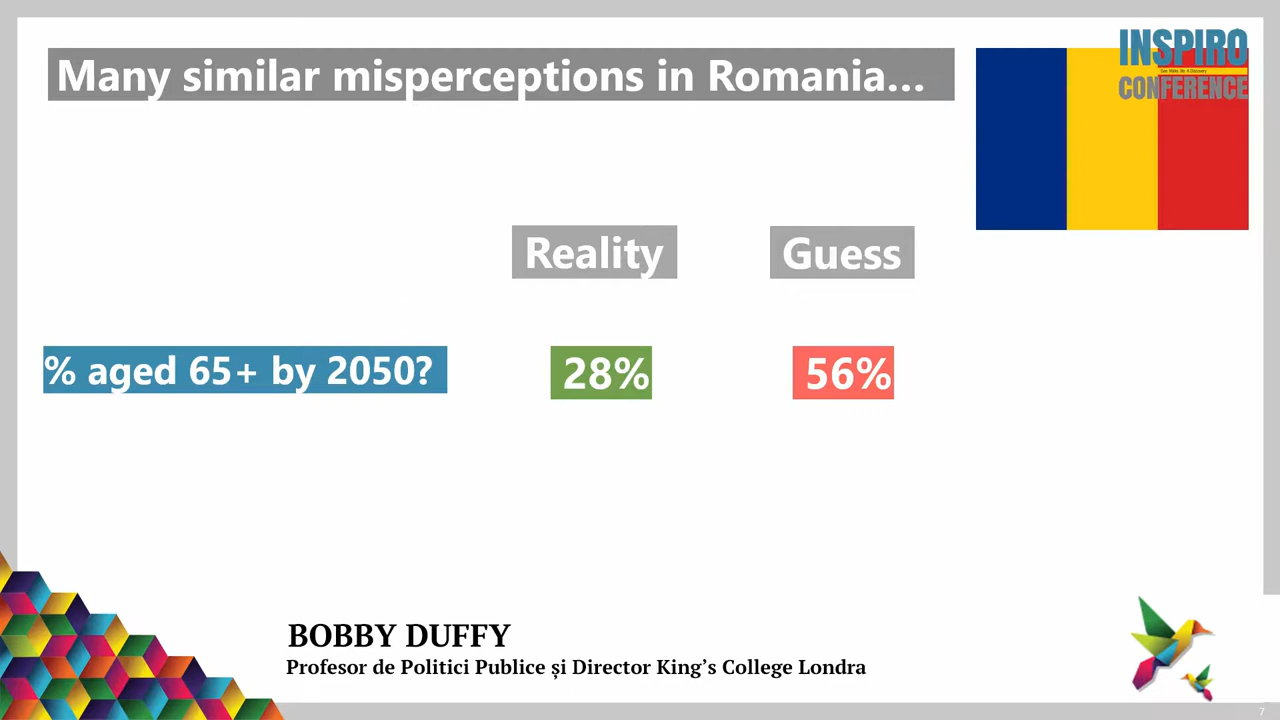 INSPIRO
CONFERENCE
Many similar misperceptions in Romania...
Reality
Guess
% aged 65+ by 2050?
28%
56%
BOBBY DUFFY
Profesor de Politici Publice și Director King's College Londra
7